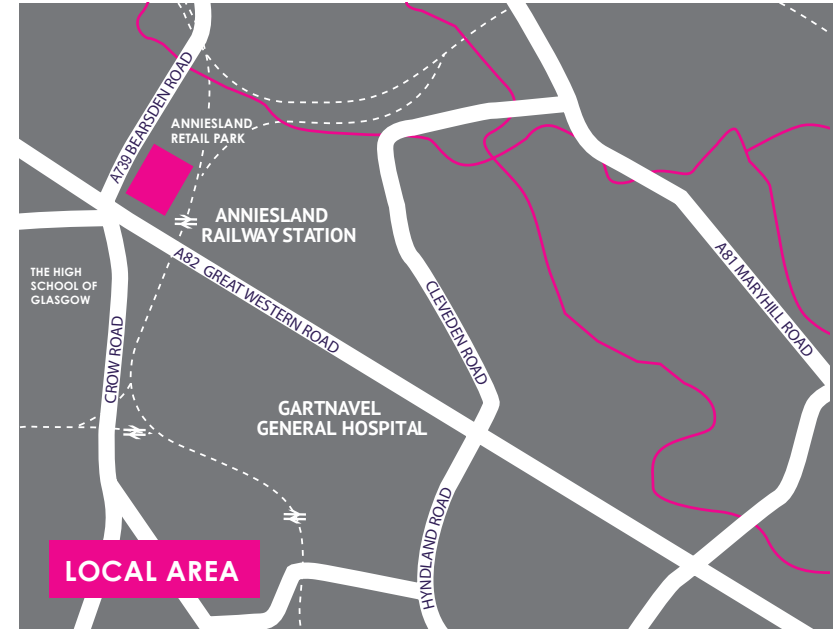 A739 BEARSDEN ROAD
ANNIESLAND
RETAIL PARK
ANNIESLAND
RAILWAY STATION
A82 GREAT WESTERN ROAD
THE HIGH
SCHOOL OF
GLASGOW
CROW ROAD
CLEVEDEN ROAD
A81 MARYHILL ROAD
GARTNAVEL
GENERAL HOSPITAL
HYNDLAND ROAD
LOCAL AREA